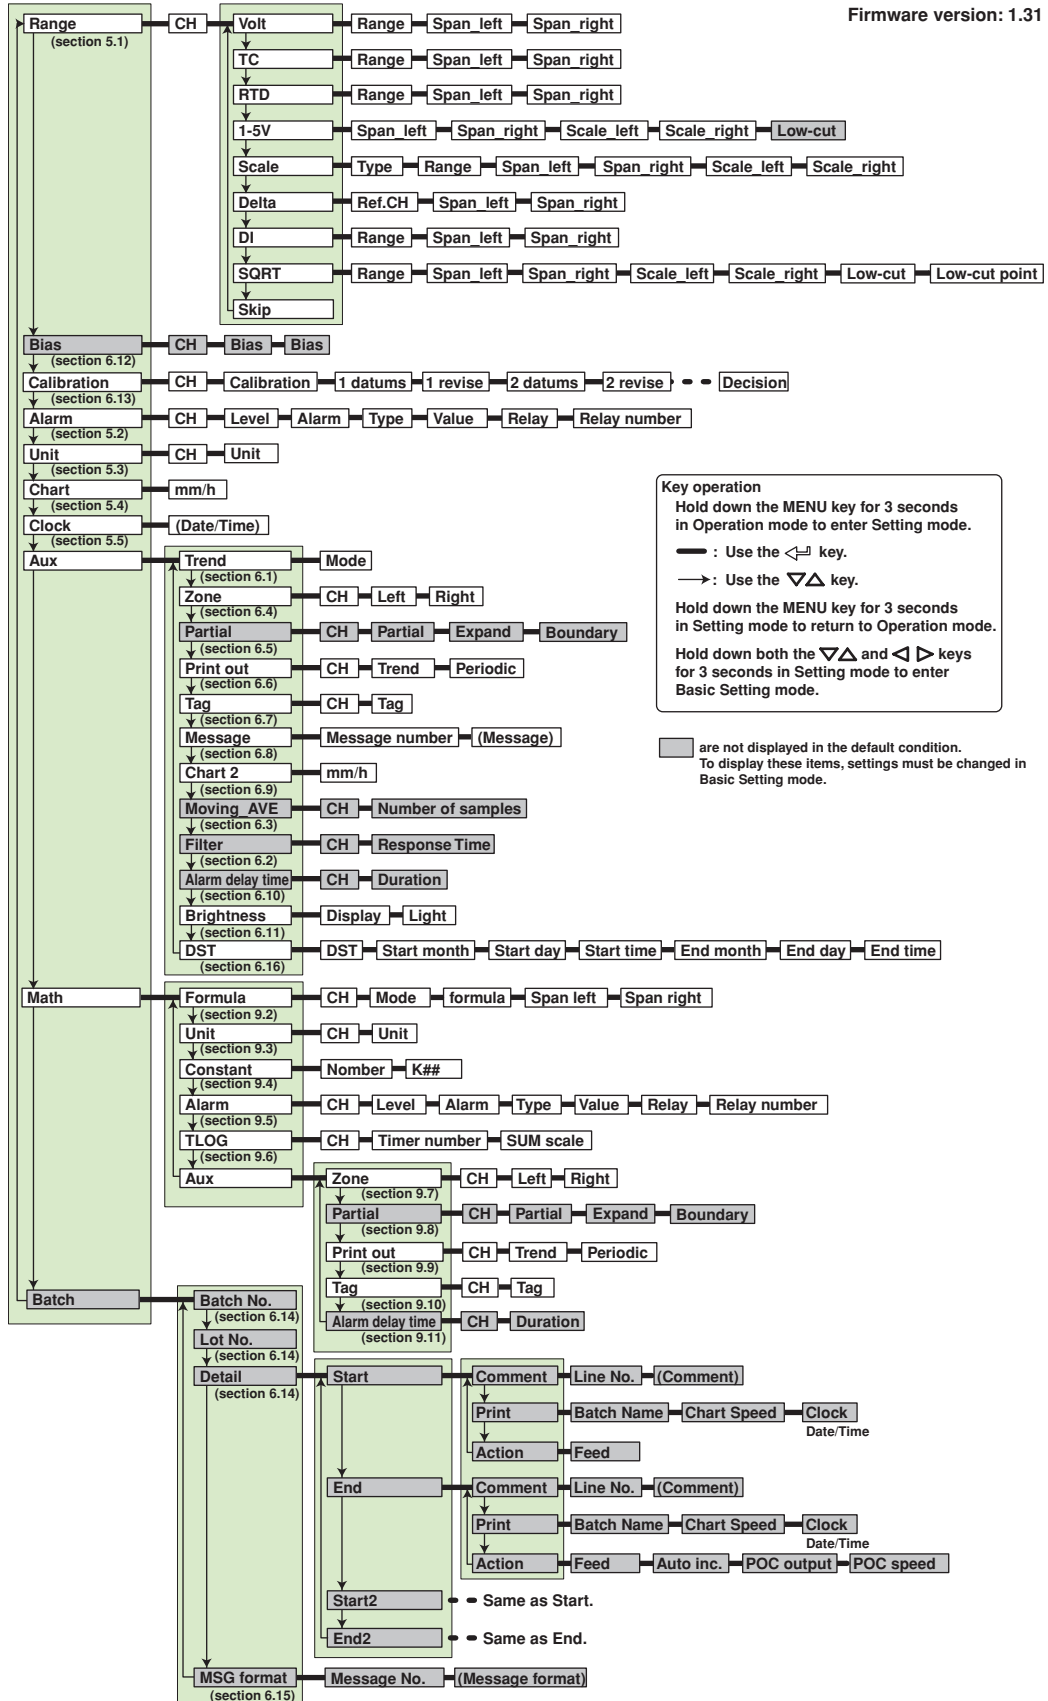 Firmware version: 1.31
Range CH Volt Range Span_left Span_right
(section 5.1)
TC Range Span_left Span_right
RTD Range Span_left Span_right
1-5V Span_left Span_right Scale_left Scale_right Low-cut
Scale Type Range Span_left Span_right Scale_left Scale_right
Delta Ref.CH Span_left Span_right
DI Range Span_left Span_right
SQRT Range Span_left Span_right Scale_left Scale_right Low-cut Low-cut point
Skip
Bias CH Bias Bias
(section 6.12)
Calibration CH Calibration 1 datums 1 revise 2 datums 2 revise Decision
(section 6.13)
Alarm CH Level Alarm Type Value Relay Relay number
(section 5.2)
Unit CH Unit
(section 5.3)
Chart mm/h
(section 5.4)
Clock (Date/Time)
(section 5.5)
Key operation
Hold down the MENU key for 3 seconds
in Operation mode to enter Setting mode.
: Use the key.
: Use the ▽△ key.
Hold down the MENU key for 3 seconds
in Setting mode to return to Operation mode.
Hold down both the ▽△ and ◁ ▷ keys
for 3 seconds in Setting mode to enter
Basic Setting mode.
are not displayed in the default condition.
To display these items, settings must be changed in
Basic Setting mode.
Aux Trend Mode
(section 6.1)
Zone CH Left Right
(section 6.4)
Partial CH Partial Expand Boundary
(section 6.5)
Print out CH Trend Periodic
(section 6.6)
Tag CH Tag
(section 6.7)
Message Message number (Message)
(section 6.8)
Chart 2 mm/h
(section 6.9)
Moving_AVE CH Number of samples
(section 6.3)
Filter CH Response Time
(section 6.2)
Alarm delay time CH Duration
(section 6.10)
Brightness Display Light
(section 6.11)
DST DST Start month Start day Start time End month End day End time
(section 6.16)
Math Formula CH Mode formula Span left Span right
(section 9.2)
Unit CH Unit
(section 9.3)
Constant Nomber K##
(section 9.4)
Alarm CH Level Alarm Type Value Relay Relay number
(section 9.5)
TLOG CH Timer number SUM scale
(section 9.6)
Aux Zone CH Left Right
(section 9.7)
Partial CH Partial Expand Boundary
(section 9.8)
Print out CH Trend Periodic
(section 9.9)
Tag CH Tag
(section 9.10)
Alarm delay time CH Duration
(section 9.11)
Batch Batch No.
(section 6.14)
Lot No.
(section 6.14)
Detail Start Comment Line No. (Comment)
(section 6.14)
Print Batch Name Chart Speed Clock
Date/Time
Action Feed
End Comment Line No. (Comment)
Print Batch Name Chart Speed Clock
Date/Time
Action Feed Auto inc. POC output POC speed
Start2 Same as Start.
End2 Same as End.
MSG format Message No. (Message format)
(section 6.15)